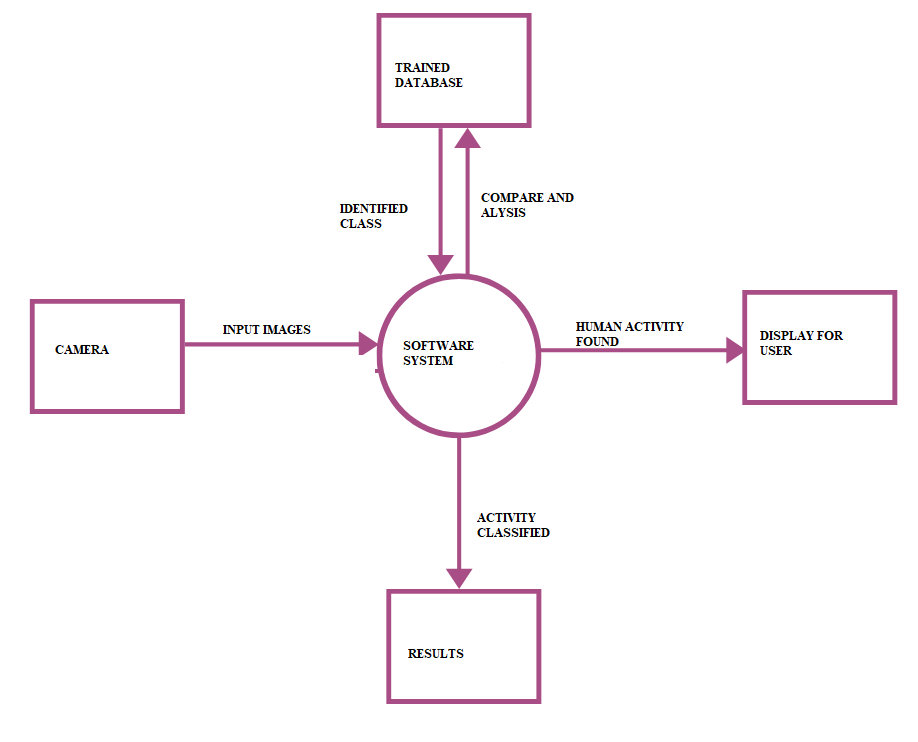 TRAINED
DATABASE
IDENTIFIED
CLASS
COMPARE AND
ALYSIS
CAMERA
INPUT IMAGES
SOFTWARE
SYSTEM
HUMAN ACTIVITY
FOUND
DISPLAY FOR
USER
ACTIVITY
CLASSIFIED
RESULTS